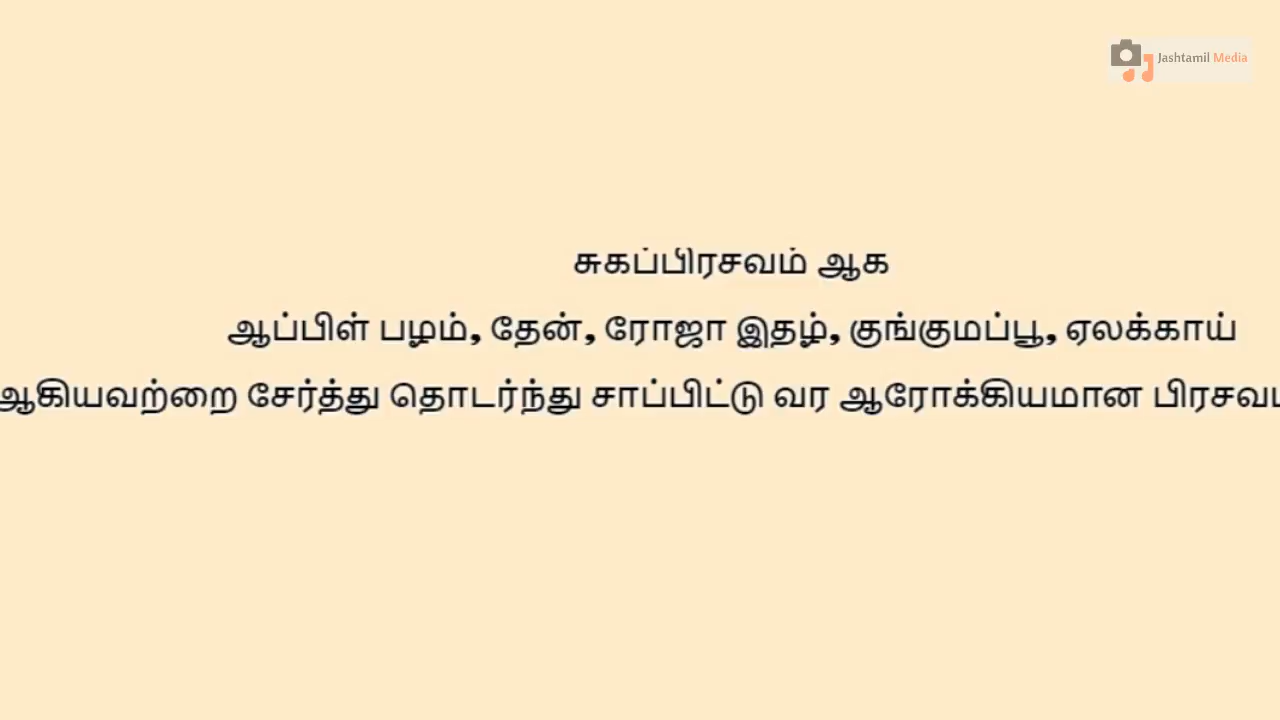 Jashtamil Media
சுகப்பிரசவம் ஆக
ஆப்பிள் பழம், தேன், ரோஜா இதழ், குங்குமப்பூ, ஏலக்காய்
ஆகியவற்றை சேர்த்து தொடர்ந்து சாப்பிட்டு வர ஆரோக்கியமான